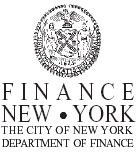 FINANCE
NEW • YORK
THE CITY OF NEW YORK
DEPARTMENT OF FINANCE